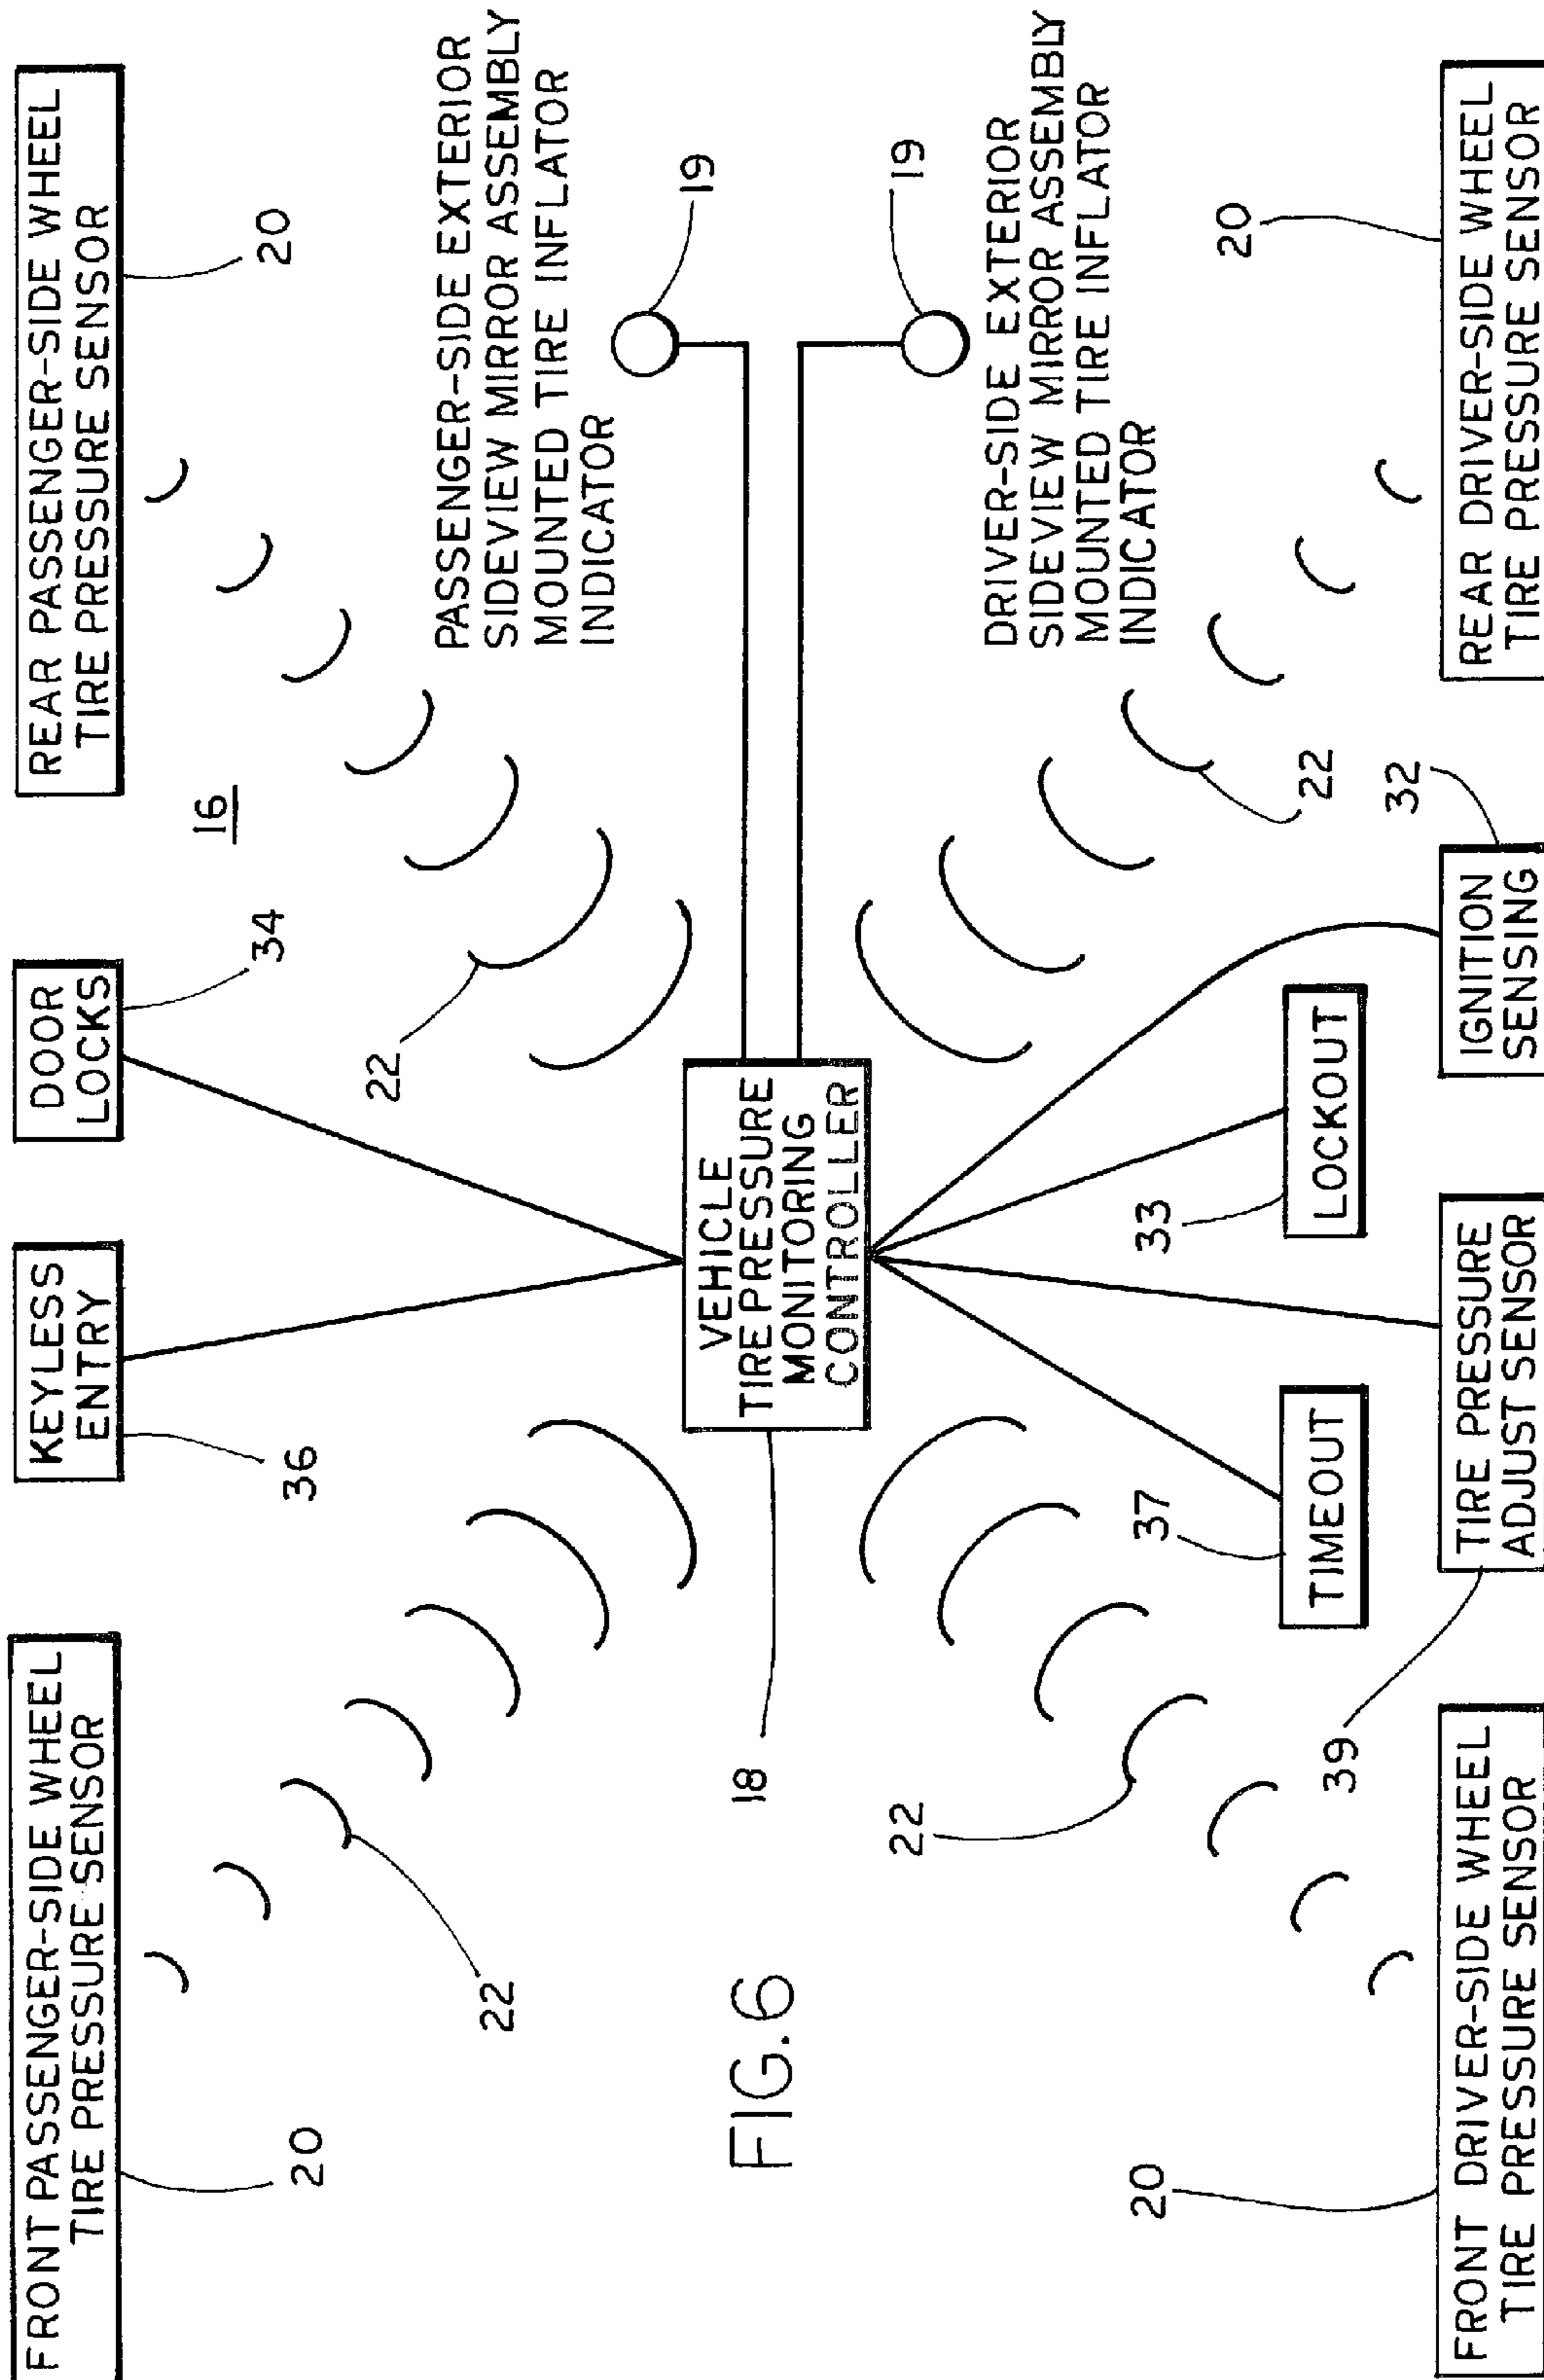 FRONT PASSENGER-SIDE WHEEL
TIRE PRESSURE SENSOR
20
KEYLESS
ENTRY
36
DOOR
LOCKS
34
REAR PASSENGER-SIDE WHEEL
TIRE PRESSURE SENSOR
20
16
22
22
PASSENGER-SIDE EXTERIOR
SIDEVIEW MIRROR ASSEMBLY
MOUNTED TIRE INFLATOR
INDICATOR
19
FIG.6
18
VEHICLE
TIRE PRESSURE
MONITORING
CONTROLLER
19
DRIVER-SIDE EXTERIOR
SIDEVIEW MIRROR ASSEMBLY
MOUNTED TIRE INFLATOR
INDICATOR
22
22
20
37
TIMEOUT
33
LOCKOUT
32
20
39
FRONT DRIVER-SIDE WHEEL
TIRE PRESSURE SENSOR
TIRE PRESSURE
ADJUST SENSOR
IGNITION
SENSING
REAR DRIVER-SIDE WHEEL
TIRE PRESSURE SENSOR